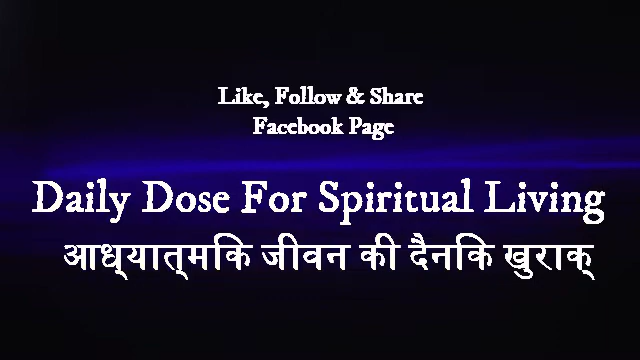 Like, Follow & Share
Facebook Page
Daily Dose For Spiritual Living
आध्यात्मकि जीवन की दैनकि खुराक्